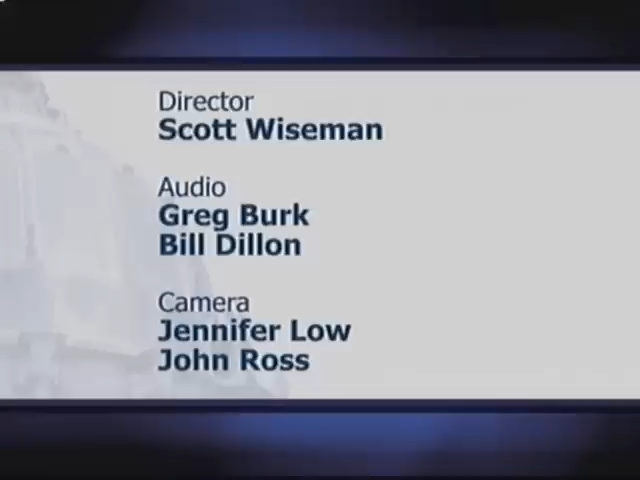 Director
Scott Wiseman
Audio
Greg Burk
Bill Dillon
Camera
Jennifer Low
John Ross